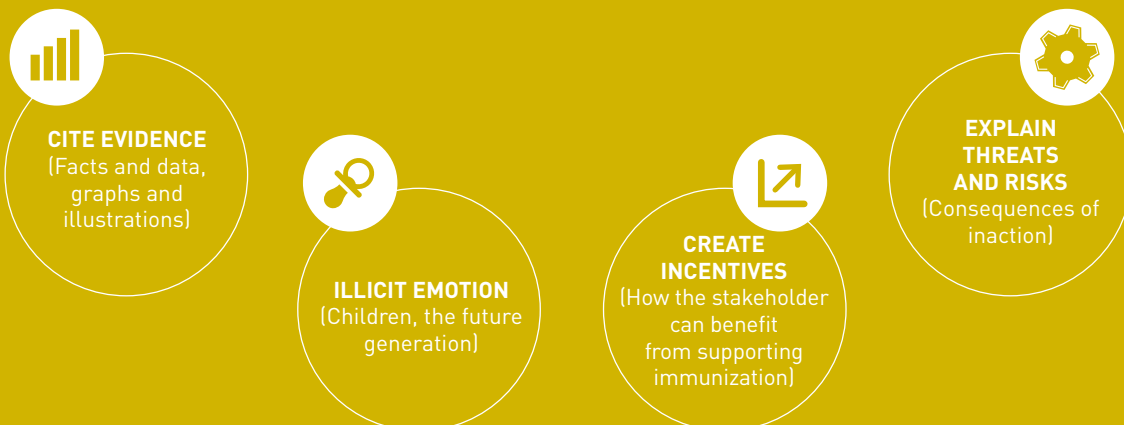 CITE EVIDENCE
(Facts and data,
graphs and
illustrations)
ILLICIT EMOTION
(Children, the future
generation)
CREATE
INCENTIVES
(How the stakeholder
can benefit
from supporting
immunization)
EXPLAIN
THREATS
AND RISKS
(Consequences of
inaction)